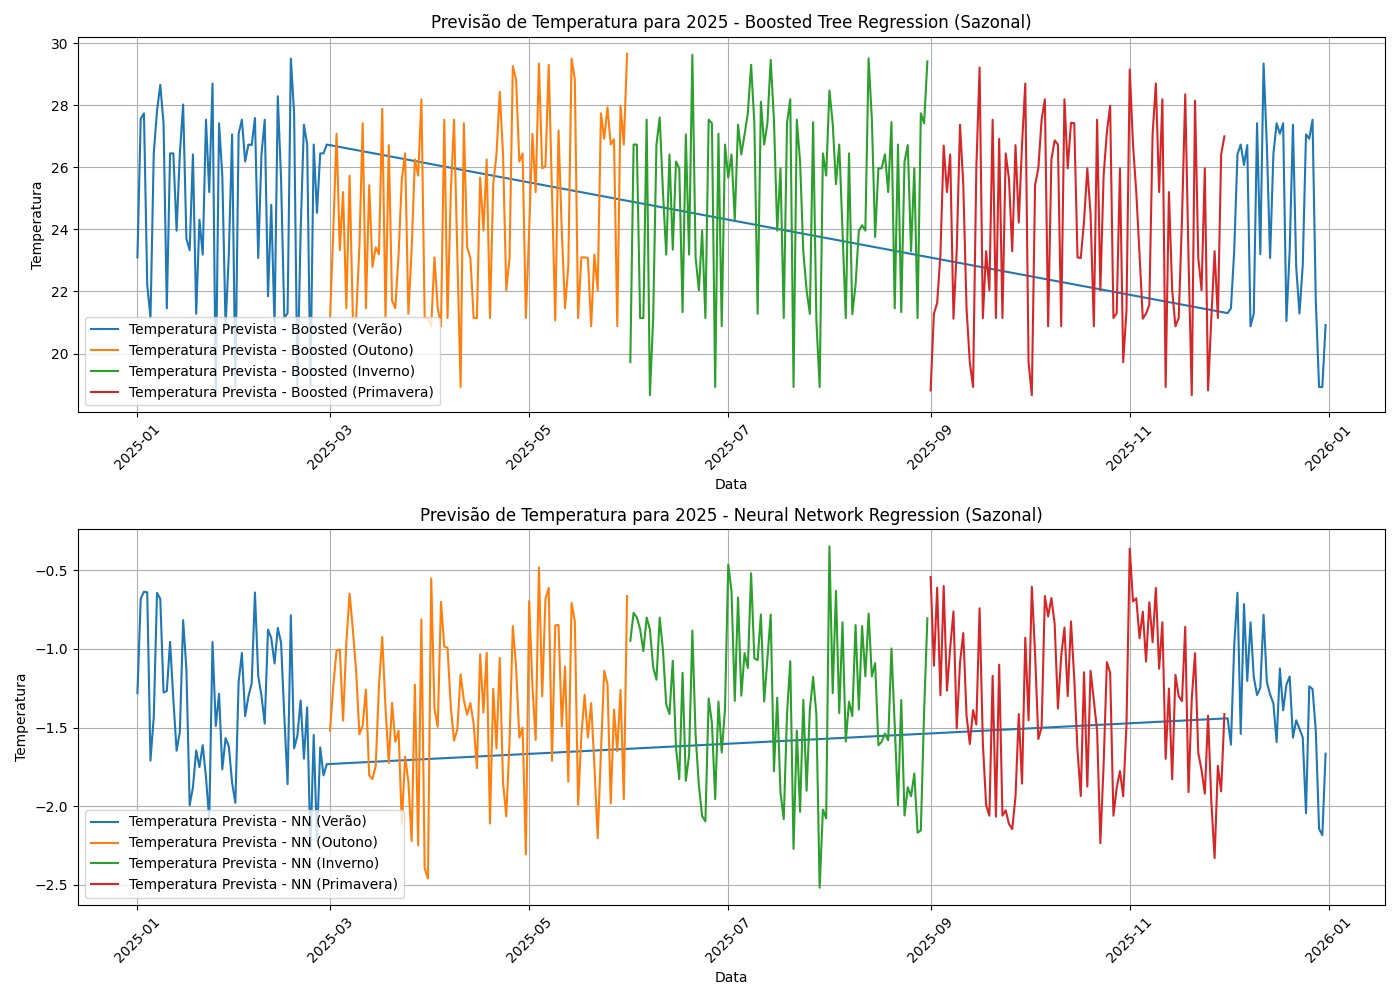 Previsão de Temperatura para 2025 - Boosted Tree Regression (Sazonal)
30
28
26
24
22
20
Temperatura
Temperatura Prevista - Boosted (Verão)
Temperatura Prevista - Boosted (Outono)
Temperatura Prevista - Boosted (Inverno)
Temperatura Prevista - Boosted (Primavera)
2025-01
2025-03
2025-05
2025-07
2025-09
2025-11
2026-01
Data
Previsão de Temperatura para 2025 - Neural Network Regression (Sazonal)
−0.5
−1.0
−1.5
−2.0
−2.5
Temperatura
Temperatura Prevista - NN (Verão)
Temperatura Prevista - NN (Outono)
Temperatura Prevista - NN (Inverno)
Temperatura Prevista - NN (Primavera)
2025-01
2025-03
2025-05
2025-07
2025-09
2025-11
2026-01
Data